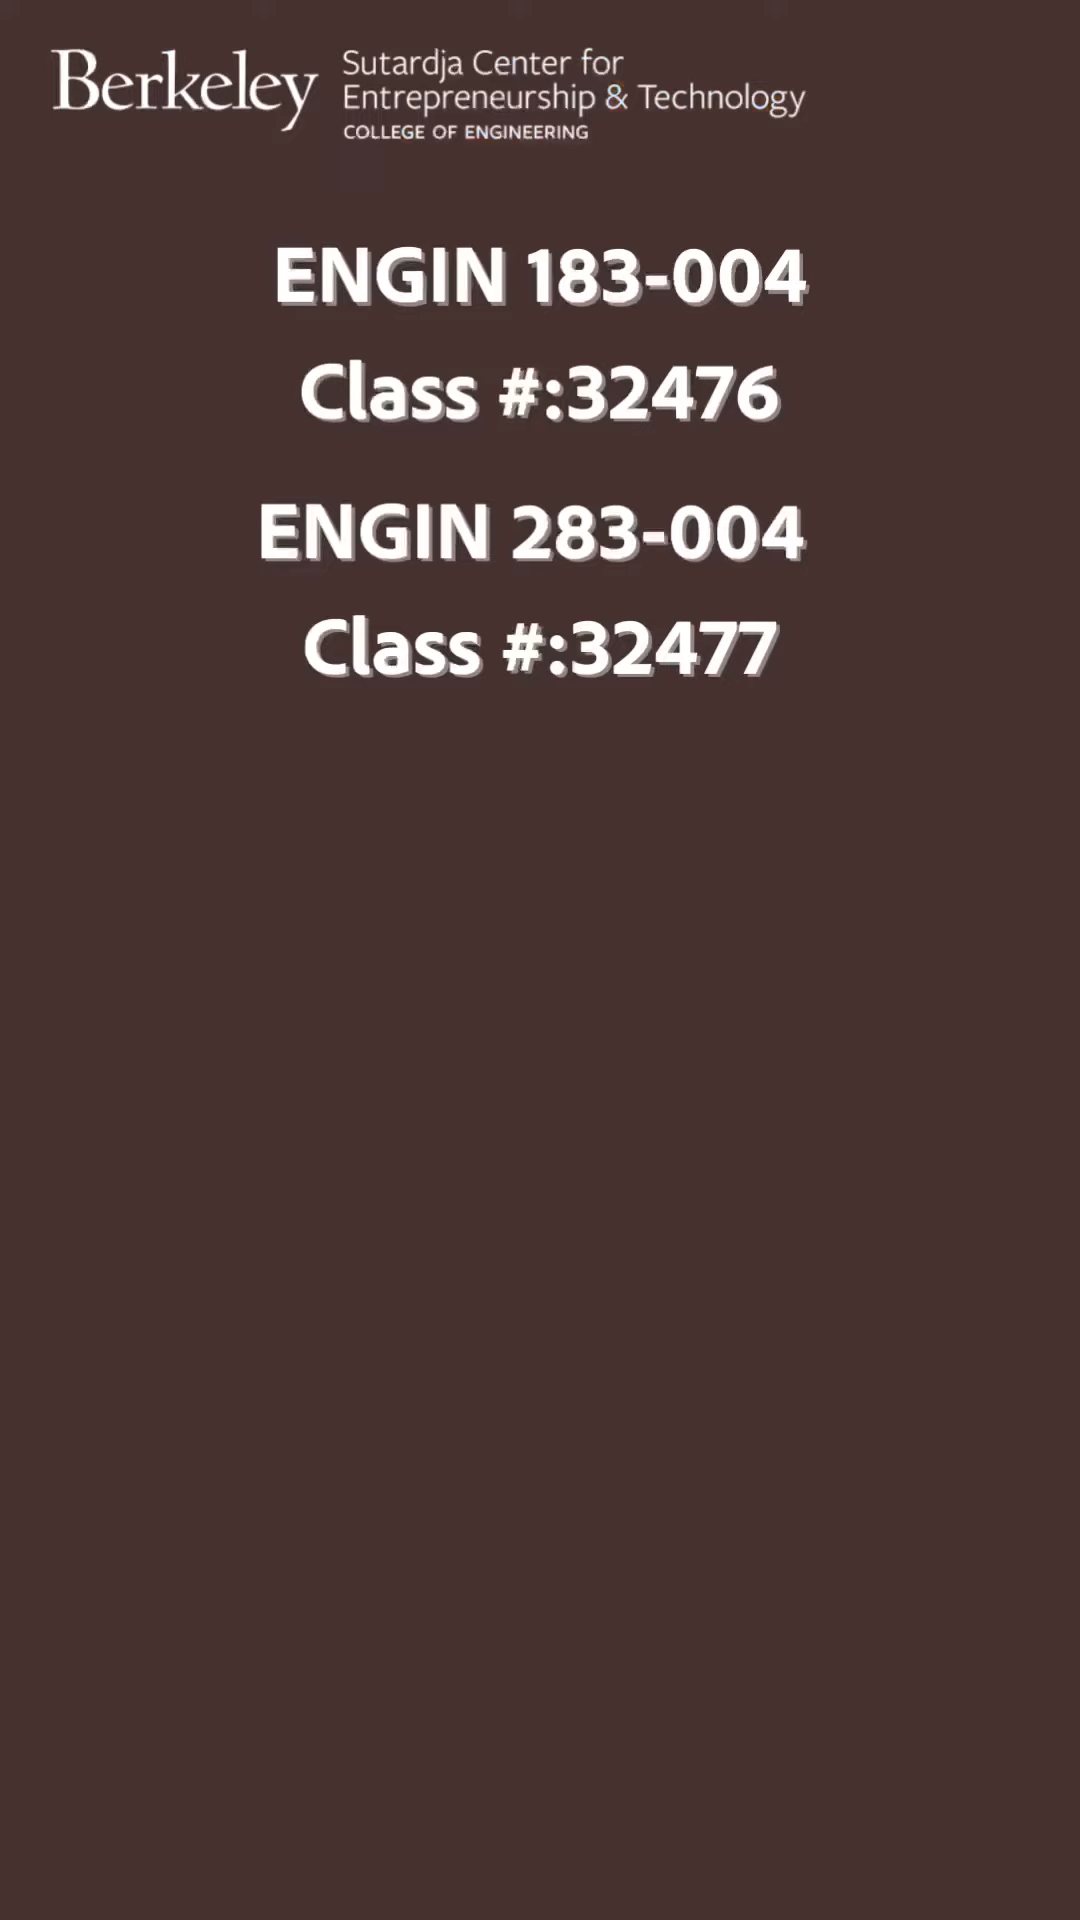 Berkeley
Sutardja Center for
Entrepreneurship & Technology
COLLEGE OF ENGINEERING
ENGIN 183-004
Class #:32476
ENGIN 283-004
Class #:32477